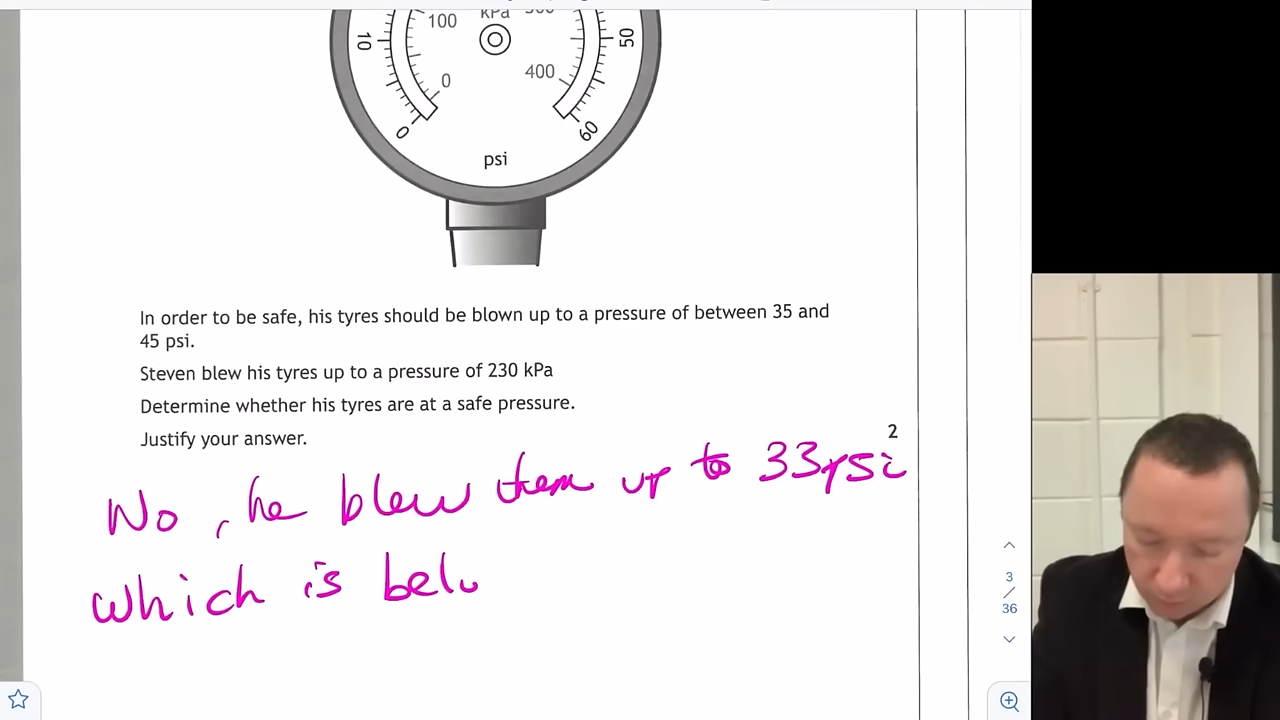 100
kPa
10
50
0
400
0
60
psi
In order to be safe, his tyres should be blown up to a pressure of between 35 and
45 psi.
Steven blew his tyres up to a pressure of 230 kPa
Determine whether his tyres are at a safe pressure.
Justify your answer.
2
No, he blew them up to 33psi
which is belo
3
/
36